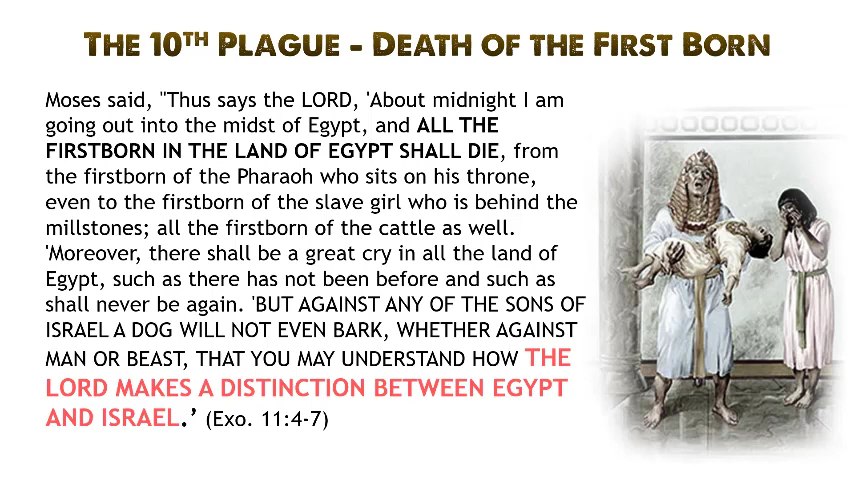 THE 10TH PLAGUE - DEATH OF THE FIRST BORN
Moses said, "Thus says the LORD, 'About midnight I am
going out into the midst of Egypt, and ALL THE
FIRSTBORN IN THE LAND OF EGYPT SHALL DIE, from
the firstborn of the Pharaoh who sits on his throne,
even to the firstborn of the slave girl who is behind the
millstones; all the firstborn of the cattle as well.
'Moreover, there shall be a great cry in all the land of
Egypt, such as there has not been before and such as
shall never be again. 'BUT AGAINST ANY OF THE SONS OF
ISRAEL A DOG WILL NOT EVEN BARK, WHETHER AGAINST
MAN OR BEAST, THAT YOU MAY UNDERSTAND HOW THE
LORD MAKES A DISTINCTION BETWEEN EGYPT
AND ISRAEL.’ (Exo. 11:4-7)